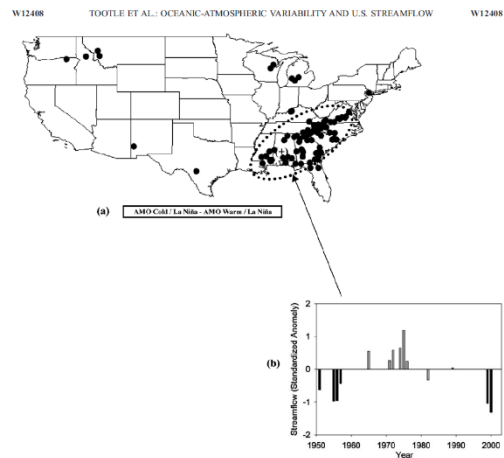 W12408 TOOTLE ET AL.: OCEANIC-ATMOSPHERIC VARIABILITY AND U.S. STREAMFLOW W12408
(a) AMO Cold / La Niña - AMO Warm / La Niña
(b)
Streamflow (Standardized Anomaly)
2
1
0
-1
-2
1950 1960 1970 1980 1990 2000
Year